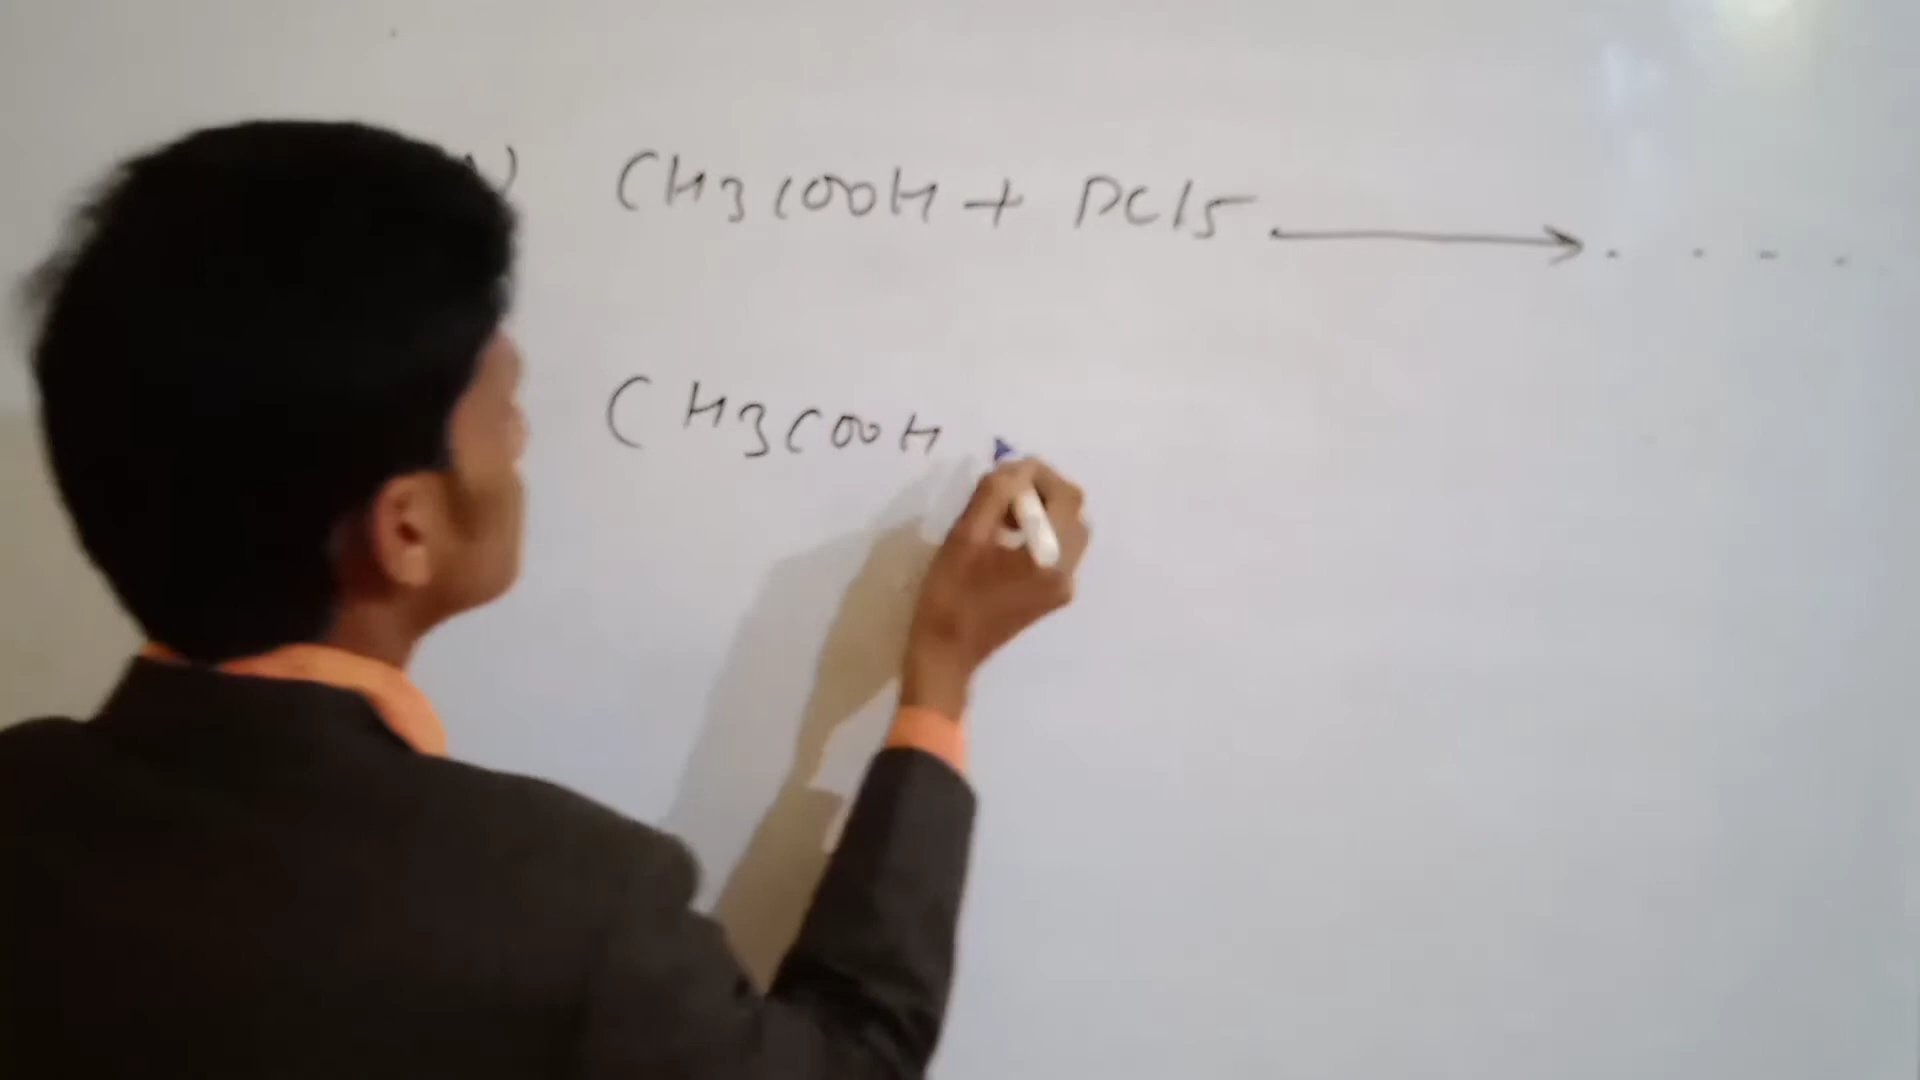 CH3COOH + PCl5 ⟶ . . . .
CH3COOH